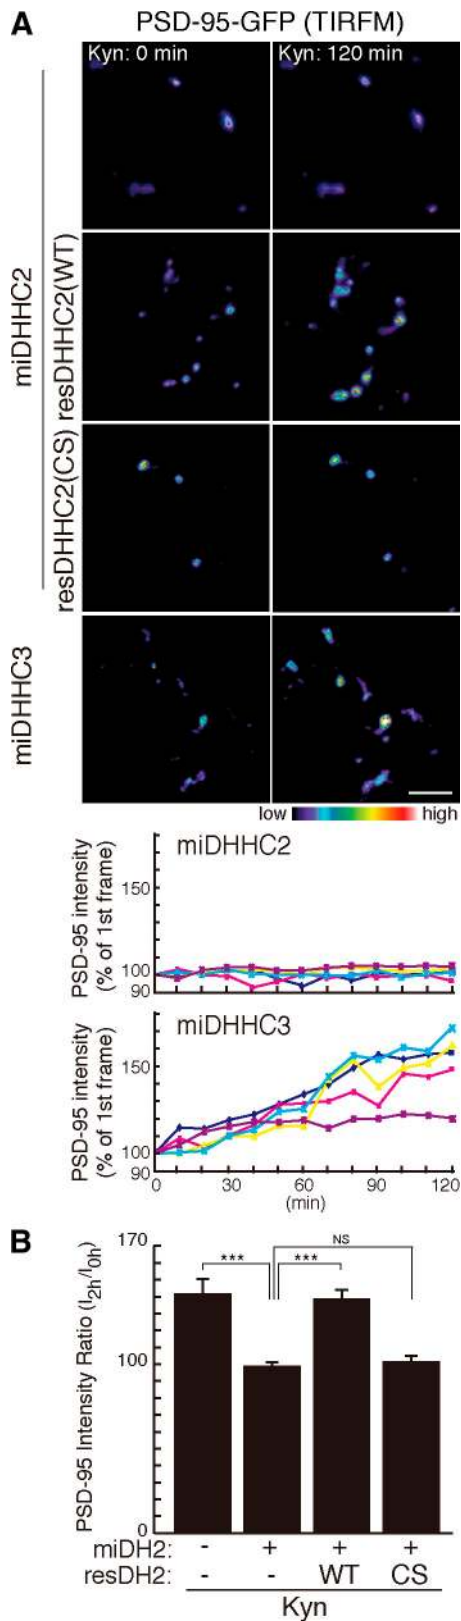 A PSD-95-GFP (TIRFM)
Kyn: 0 min Kyn: 120 min
miDHHC2
resDHHC2(WT)
resDHHC2(CS)
miDHHC3
low high
miDHHC2
PSD-95 intensity
(% of 1st frame)
150
100
90
miDHHC3
PSD-95 intensity
(% of 1st frame)
150
100
90
0 30 60 90 120
(min)
B
PSD-95 Intensity Ratio (I2h/I0h)
170
100
0
*** *** NS
miDH2: - + + +
resDH2: - - WT CS
Kyn